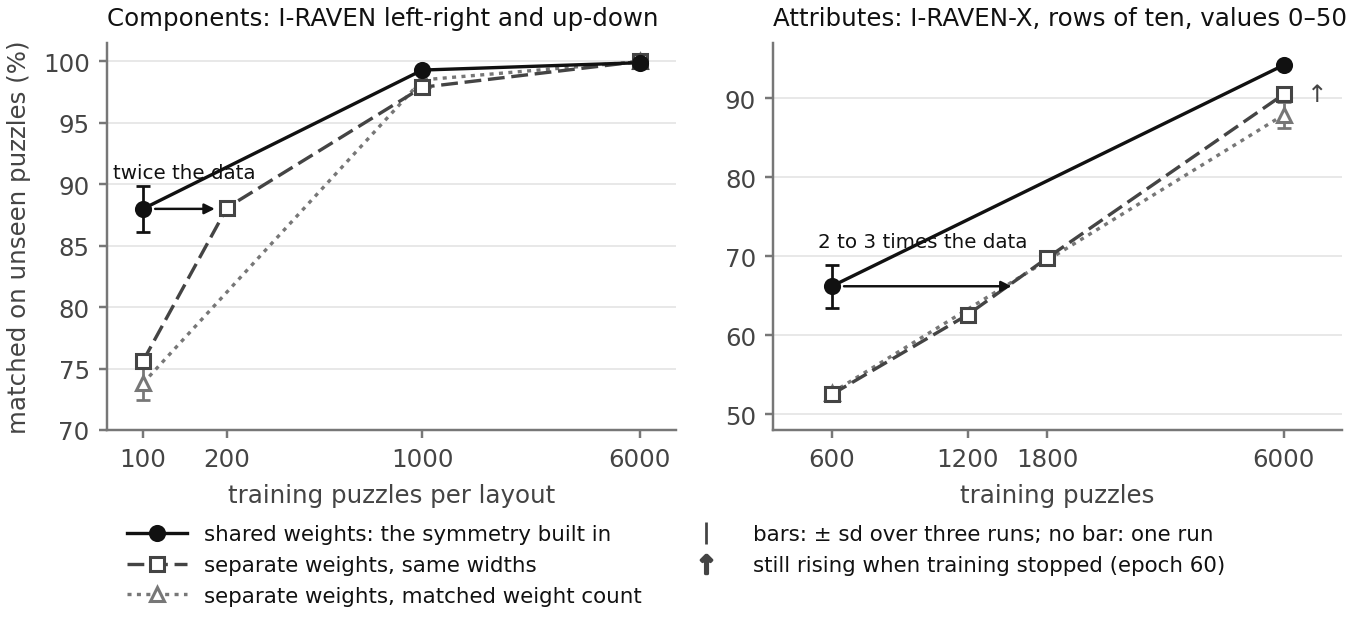 Components: I-RAVEN left-right and up-down
matched on unseen puzzles (%)
100
95
90
85
80
75
70
twice the data
100 200 1000 6000
training puzzles per layout
Attributes: I-RAVEN-X, rows of ten, values 0–50
90
80
70
60
50
↑
2 to 3 times the data
600 1200 1800 6000
training puzzles
shared weights: the symmetry built in
separate weights, same widths
separate weights, matched weight count
bars: ± sd over three runs; no bar: one run
↑ still rising when training stopped (epoch 60)